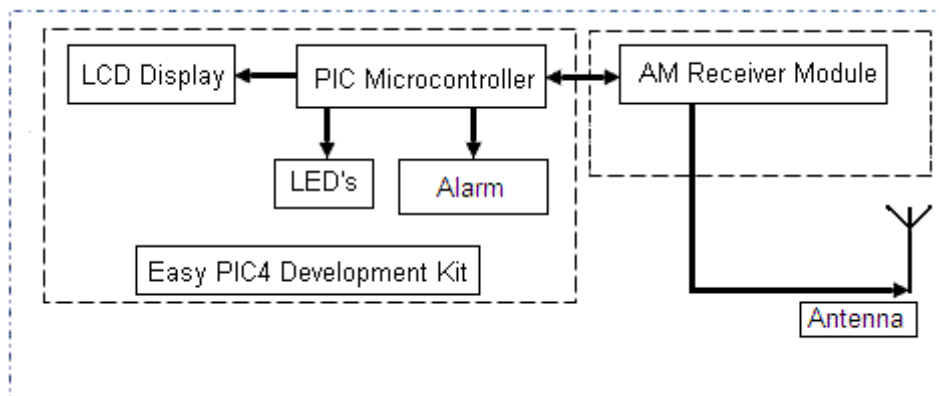 LCD Display
PIC Microcontroller
AM Receiver Module
LED's
Alarm
Easy PIC4 Development Kit
Antenna